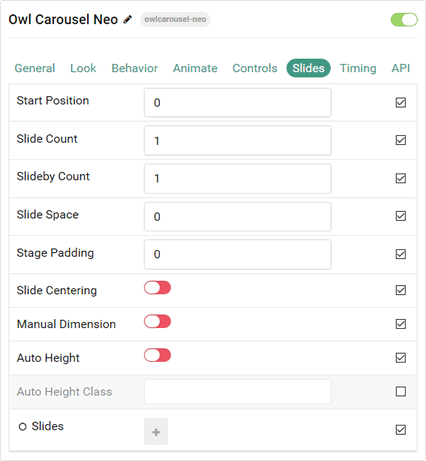 Owl Carousel Neo owlcarousel-neo
General Look Behavior Animate Controls Slides Timing API
Start Position 0
Slide Count 1
Slideby Count 1
Slide Space 0
Stage Padding 0
Slide Centering
Manual Dimension
Auto Height
Auto Height Class
Slides +